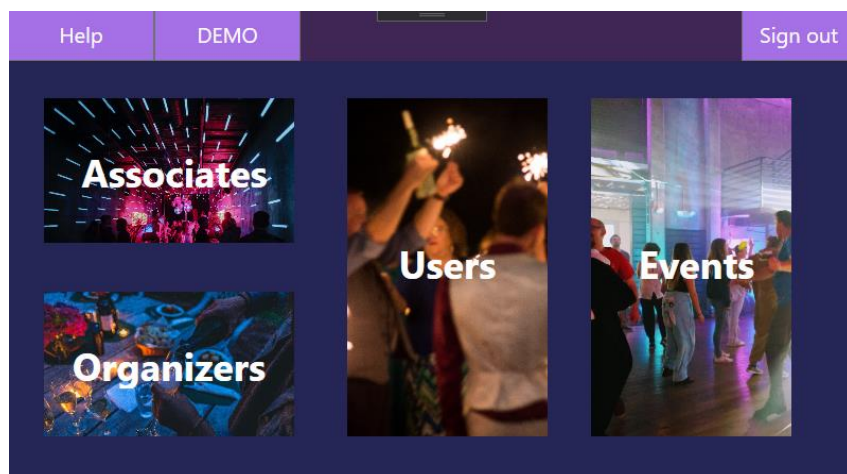 Help
DEMO
Sign out
Associates
Users
Events
Organizers